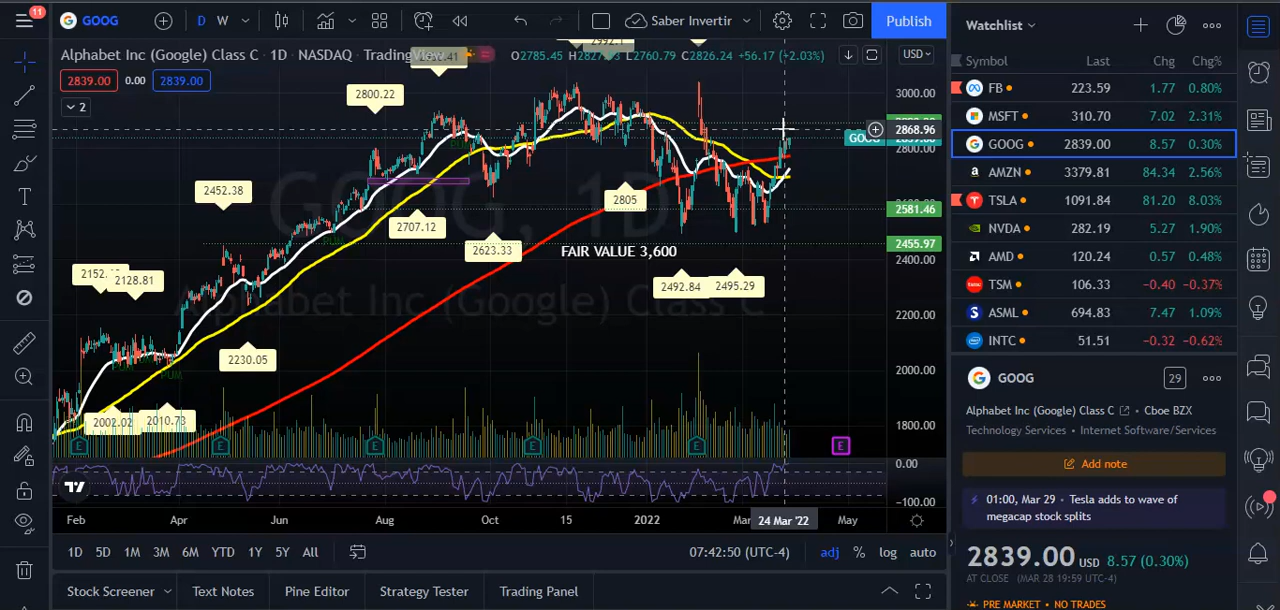 11
GOOG
D W
Saber Invertir
Publish
Alphabet Inc (Google) Class C · 1D · NASDAQ · TradingView
O2785.45 L2760.79 C2826.24 +56.17 (+2.03%)
USD
2839.00 0.00 2839.00
2
2800.22
2452.38
2128.81
2707.12
2623.33
2805
FAIR VALUE 3,600
2492.84
2495.29
2230.05
2002.02
2010.73
GOOG, 1D
Alphabet Inc (Google) Class C
3000.00
2868.96
2800.00
2581.46
2455.97
2400.00
2200.00
2000.00
1800.00
0.00
-100.00
E E E E E E
Feb Apr Jun Aug Oct 15 2022 24 Mar '22 May
1D 5D 1M 3M 6M YTD 1Y 5Y All
07:42:50 (UTC-4) adj % log auto
Stock Screener Text Notes Pine Editor Strategy Tester Trading Panel
Watchlist
Symbol Last Chg Chg%
FB 223.59 1.77 0.80%
MSFT 310.70 7.02 2.31%
GOOG 2839.00 8.57 0.30%
AMZN 3379.81 84.34 2.56%
TSLA 1091.84 81.20 8.03%
NVDA 282.19 5.27 1.90%
AMD 120.24 0.57 0.48%
TSM 106.33 −0.40 −0.37%
ASML 694.83 7.47 1.09%
INTC 51.51 −0.32 −0.62%
GOOG 29
Alphabet Inc (Google) Class C • Cboe BZX
Technology Services • Internet Software/Services
Add note
01:00, Mar 29 • Tesla adds to wave of
megacap stock splits
2839.00 USD 8.57 (0.30%)
AT CLOSE (MAR 28 19:59 UTC-4)
PRE MARKET • NO TRADES